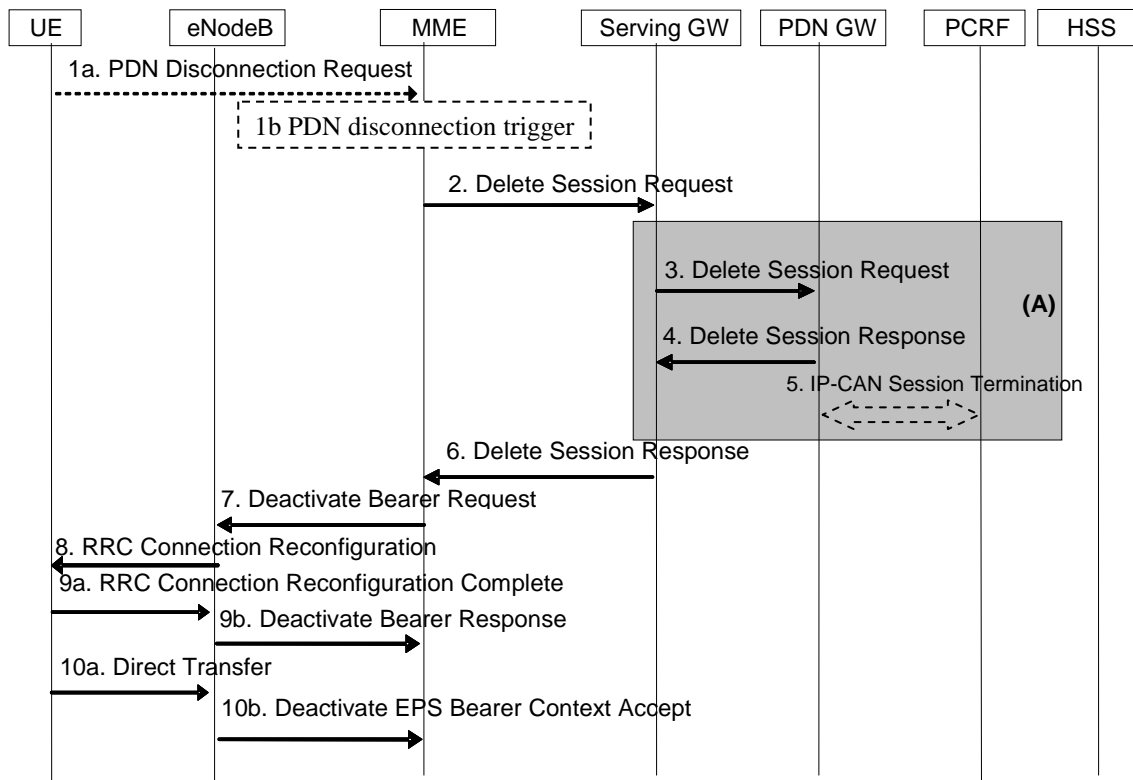 UE eNodeB MME Serving GW PDN GW PCRF HSS
1a. PDN Disconnection Request
1b PDN disconnection trigger
2. Delete Session Request
3. Delete Session Request
(A)
4. Delete Session Response
5. IP-CAN Session Termination
6. Delete Session Response
7. Deactivate Bearer Request
8. RRC Connection Reconfiguration
9a. RRC Connection Reconfiguration Complete
9b. Deactivate Bearer Response
10a. Direct Transfer
10b. Deactivate EPS Bearer Context Accept